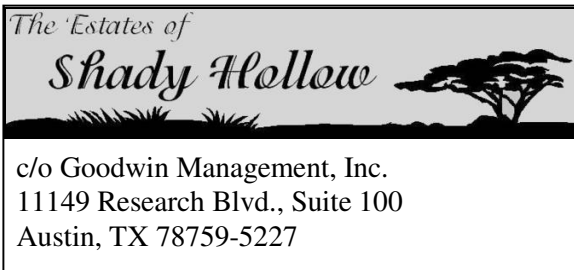 The Estates of
Shady Hollow
c/o Goodwin Management, Inc.
11149 Research Blvd., Suite 100
Austin, TX 78759-5227